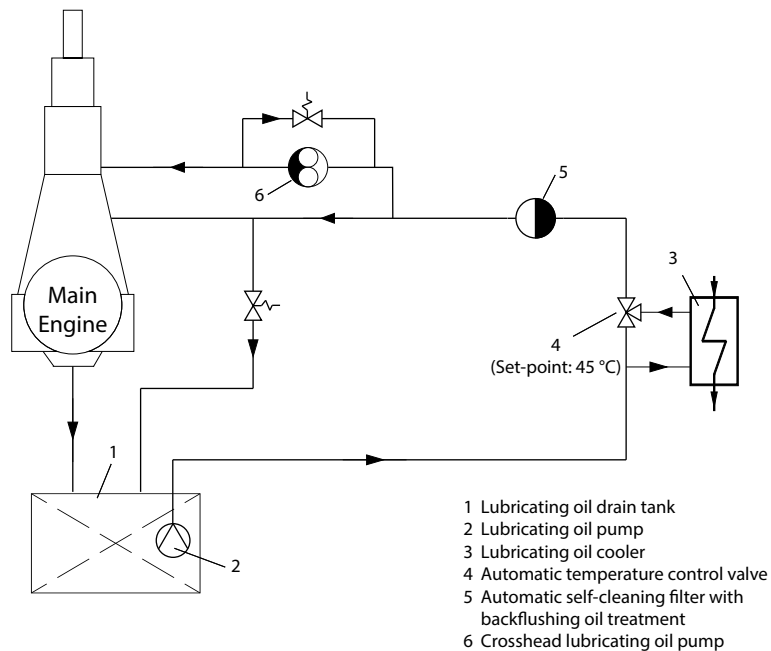 6
5
3
Main
Engine
4
(Set-point: 45 °C)
1
2
1 Lubricating oil drain tank
2 Lubricating oil pump
3 Lubricating oil cooler
4 Automatic temperature control valve
5 Automatic self-cleaning filter with
backflushing oil treatment
6 Crosshead lubricating oil pump